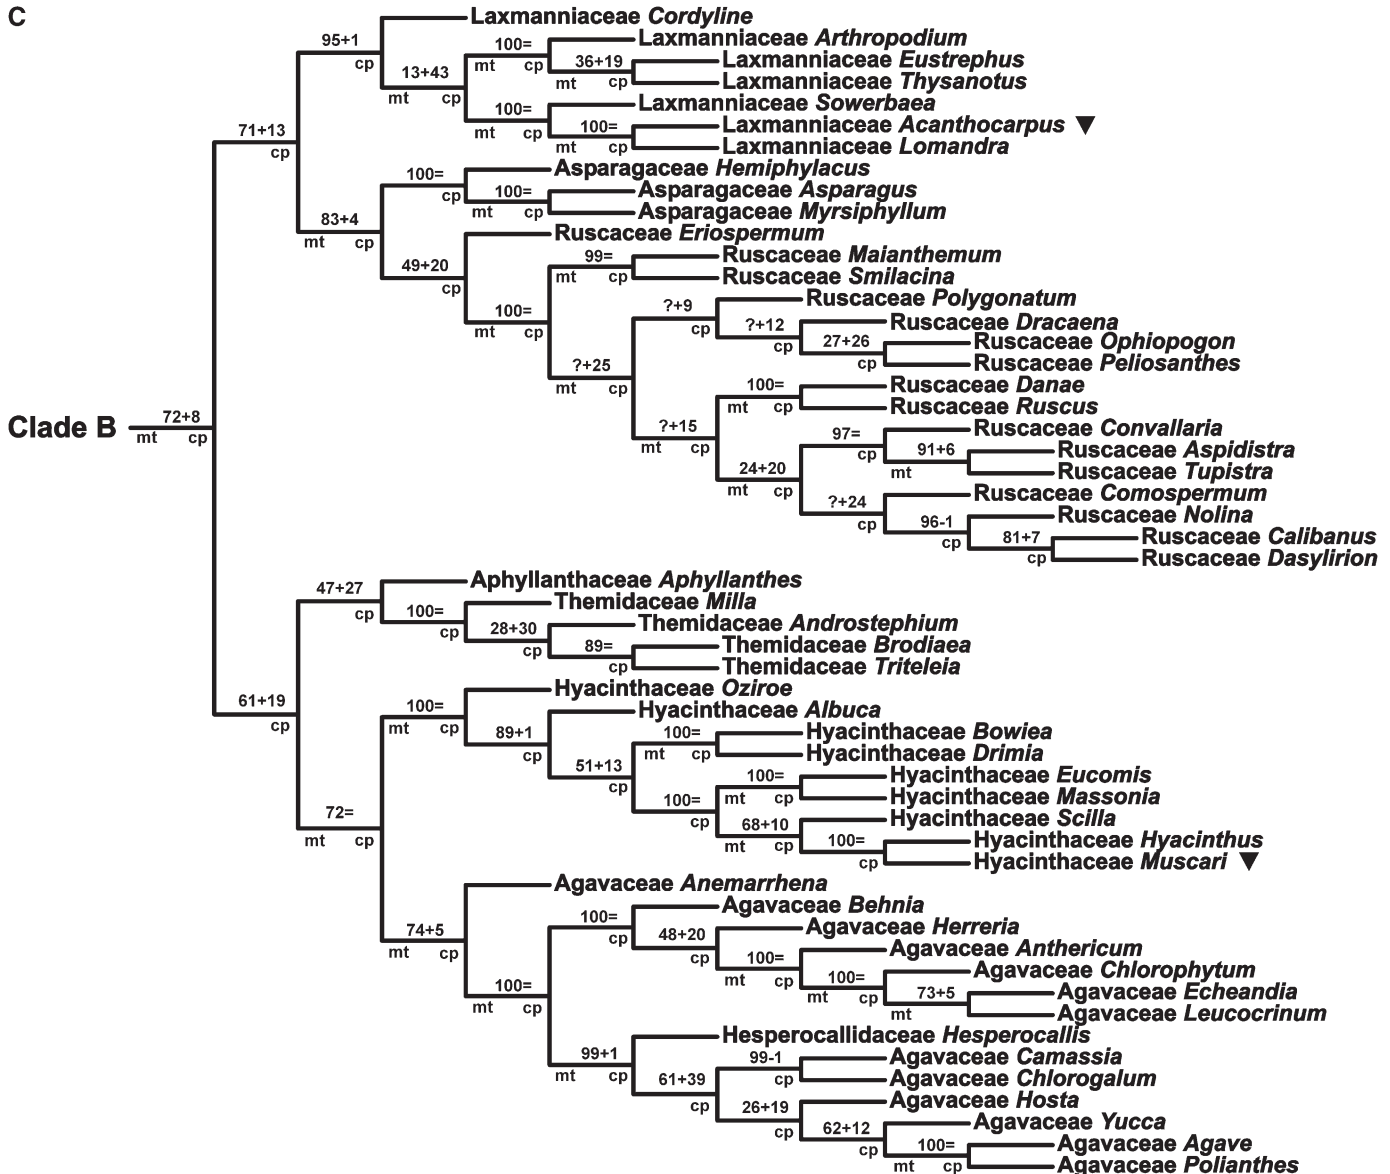 C
Laxmanniaceae Cordyline
95+1
cp
Laxmanniaceae Arthropodium
100=
mt cp
13+43
mt cp
Laxmanniaceae Eustrephus
36+19
mt cp
Laxmanniaceae Thysanotus
Laxmanniaceae Sowerbaea
100=
mt cp
Laxmanniaceae Acanthocarpus ▼
100=
mt cp
Laxmanniaceae Lomandra
71+13
cp
Asparagaceae Hemiphylacus
100=
cp
Asparagaceae Asparagus
100=
mt cp
Asparagaceae Myrsiphyllum
83+4
mt cp
Ruscaceae Eriospermum
49+20
cp
Ruscaceae Maianthemum
99=
mt cp
Ruscaceae Smilacina
100=
mt cp
Ruscaceae Polygonatum
?+9
cp
Ruscaceae Dracaena
?+12
cp
Ruscaceae Ophiopogon
27+26
cp
Ruscaceae Peliosanthes
?+25
mt cp
Ruscaceae Danae
100=
mt cp
Ruscaceae Ruscus
?+15
mt cp
Ruscaceae Convallaria
97=
cp
Ruscaceae Aspidistra
91+6
mt
Ruscaceae Tupistra
24+20
mt cp
Ruscaceae Comospermum
?+24
cp
Ruscaceae Nolina
96-1
cp
Ruscaceae Calibanus
81+7
cp
Ruscaceae Dasylirion
Clade B
72+8
mt cp
Aphyllanthaceae Aphyllanthes
47+27
cp
Themidaceae Milla
100=
cp
Themidaceae Androstephium
28+30
cp
Themidaceae Brodiaea
89=
cp
Themidaceae Triteleia
61+19
cp
Hyacinthaceae Oziroe
100=
mt cp
Hyacinthaceae Albuca
89+1
cp
Hyacinthaceae Bowiea
100=
mt cp
Hyacinthaceae Drimia
51+13
cp
Hyacinthaceae Eucomis
100=
mt cp
Hyacinthaceae Massonia
100=
cp
Hyacinthaceae Scilla
68+10
mt cp
Hyacinthaceae Hyacinthus
100=
cp
Hyacinthaceae Muscari ▼
72=
mt cp
Agavaceae Anemarrhena
74+5
mt cp
Agavaceae Behnia
100=
cp
Agavaceae Herreria
48+20
cp
Agavaceae Anthericum
100=
mt cp
Agavaceae Chlorophytum
100=
mt cp
Agavaceae Echeandia
73+5
mt
Agavaceae Leucocrinum
100=
mt cp
Hesperocallidaceae Hesperocallis
99+1
mt cp
Agavaceae Camassia
99-1
cp
Agavaceae Chlorogalum
61+39
cp
Agavaceae Hosta
26+19
cp
Agavaceae Yucca
62+12
cp
Agavaceae Agave
100=
mt cp
Agavaceae Polianthes